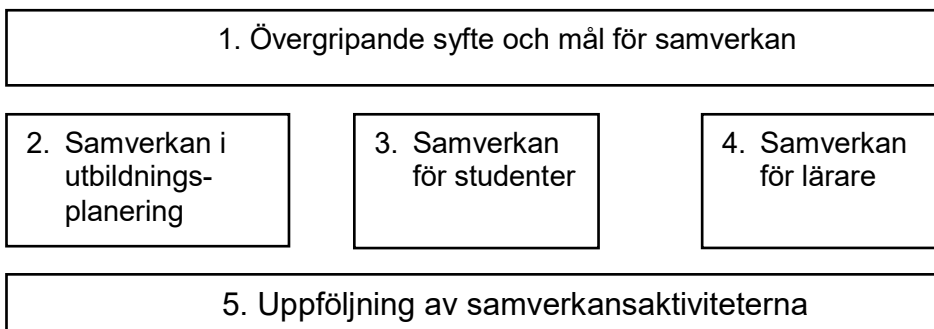 1. Övergripande syfte och mål för samverkan
2. Samverkan i
utbildnings-
planering
3. Samverkan
för studenter
4. Samverkan
för lärare
5. Uppföljning av samverkansaktiviteterna